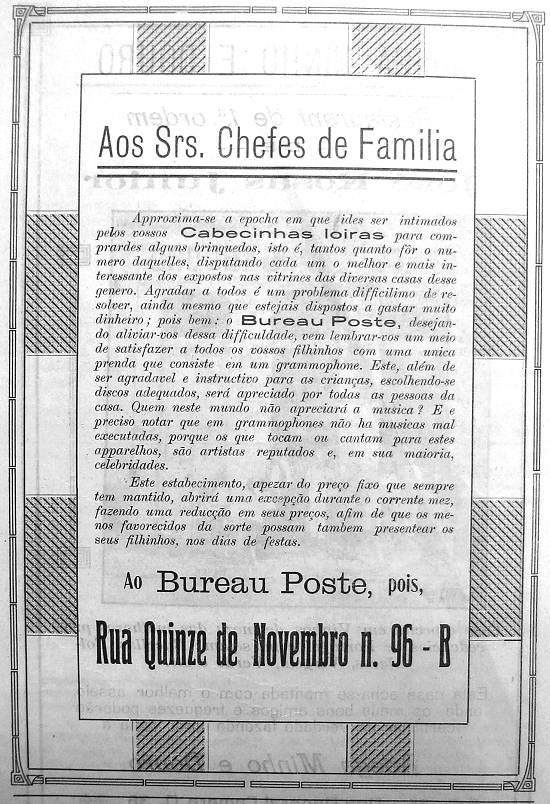 Aos Srs. Chefes de Familia
Approxima-se a epocha em que ides ser intimados
pelos vossos Cabecinhas loiras para com-
prardes alguns brinquedos, isto é, tantos quanto fôr o nu-
mero daquelles, disputando cada um o melhor e mais in-
teressante dos expostos nas vitrines das diversas casas desse
genero. Agradar a todos é um problema difficilimo de re-
solver, ainda mesmo que estejais dispostos a gastar muito
dinheiro; pois bem: o Bureau Poste, desejan-
do aliviar-vos dessa difficuldade, vem lembrar-vos um meio
de satisfazer a todos os vossos filhinhos com uma unica
prenda que consiste em um grammophone. Este, além de
ser agradavel e instructivo para as crianças, escolhendo-se
discos adequados, será apreciado por todas as pessoas da
casa. Quem neste mundo não apreciará a musica? E e
preciso notar que em grammophones não ha musicas mal
executadas, porque os que tocam ou cantam para estes
apparelhos, são artistas reputados e, em sua maioria,
celebridades.
Este estabecimento, apezar do preço fixo que sempre
tem mantido, abrirá uma excepção durante o corrente mez,
fazendo uma reducção em seus preços, afim de que os me-
nos favorecidos da sorte possam tambem presentear os
seus filhinhos, nos dias de festas.
Ao Bureau Poste, pois,
Rua Quinze de Novembro n. 96 - B